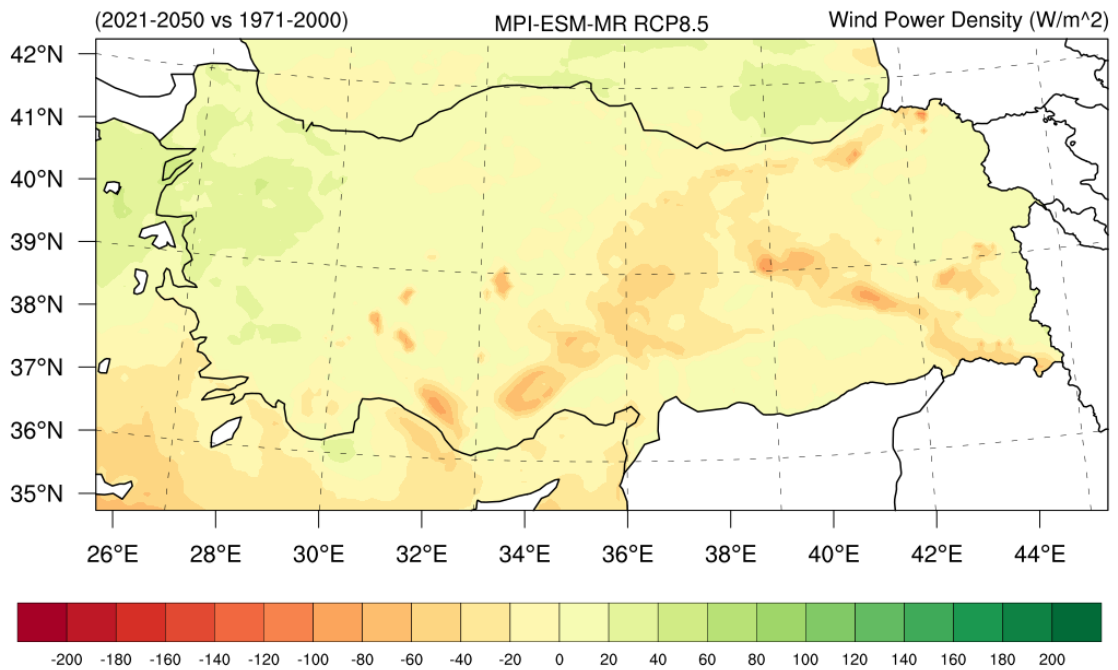 (2021-2050 vs 1971-2000) MPI-ESM-MR RCP8.5 Wind Power Density (W/m^2)
42°N
41°N
40°N
39°N
38°N
37°N
36°N
35°N
26°E 28°E 30°E 32°E 34°E 36°E 38°E 40°E 42°E 44°E
-200 -180 -160 -140 -120 -100 -80 -60 -40 -20 0 20 40 60 80 100 120 140 160 180 200